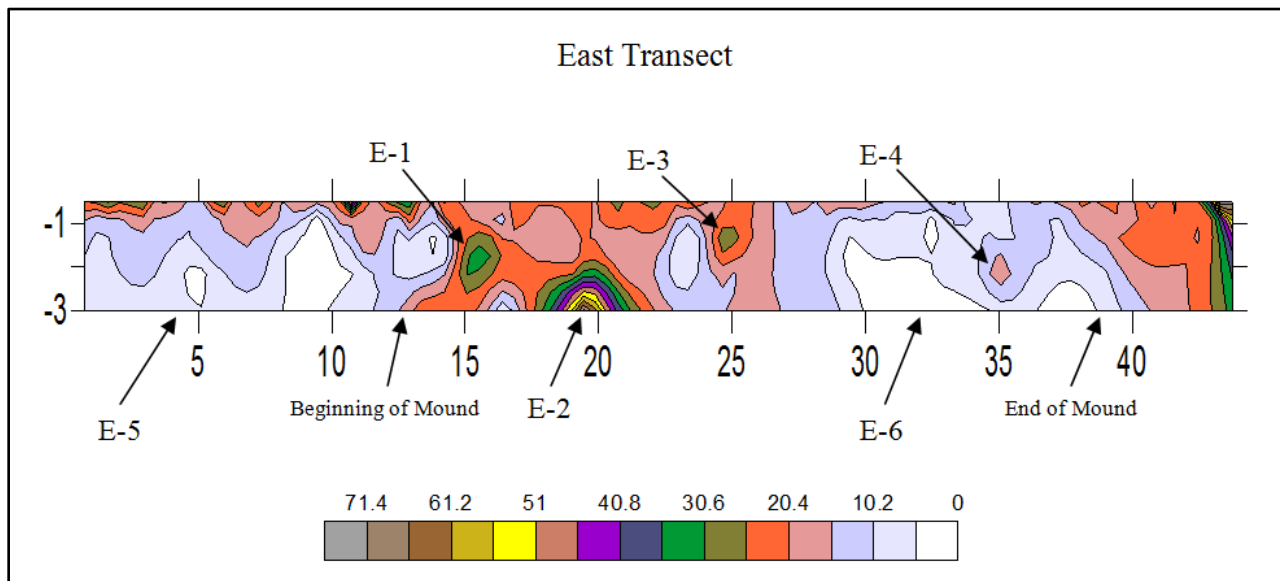 East Transect
E-1
E-3
E-4
-1
-3
5 10 15 20 25 30 35 40
Beginning of Mound
E-2
End of Mound
E-5
E-6
71.4 61.2 51 40.8 30.6 20.4 10.2 0